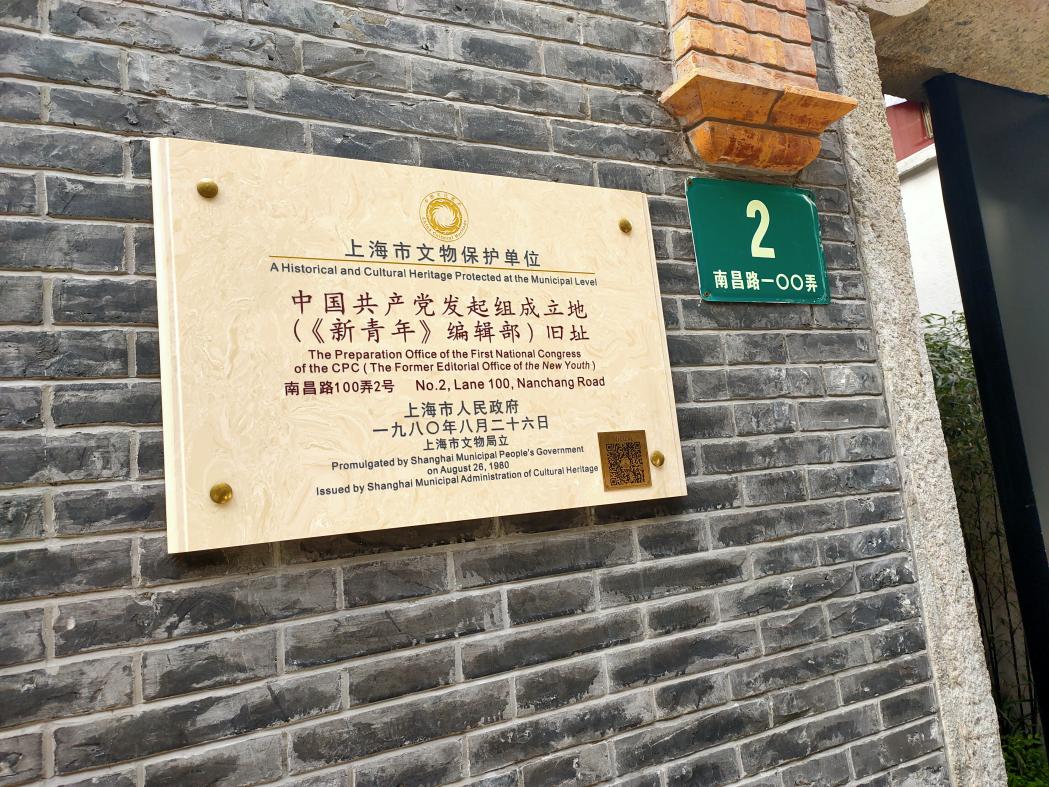 上海市文物保护单位
A Historical and Cultural Heritage Protected at the Municipal Level
中国共产党发起组成立地
（《新青年》编辑部）旧址
The Preparation Office of the First National Congress
of the CPC ( The Former Editorial Office of the New Youth )
南昌路100弄2号 No.2, Lane 100, Nanchang Road
上海市人民政府
一九八〇年八月二十六日
上海市文物局立
Promulgated by Shanghai Municipal People's Government
on August 26, 1980
Issued by Shanghai Municipal Administration of Cultural Heritage
2
南昌路一〇〇弄